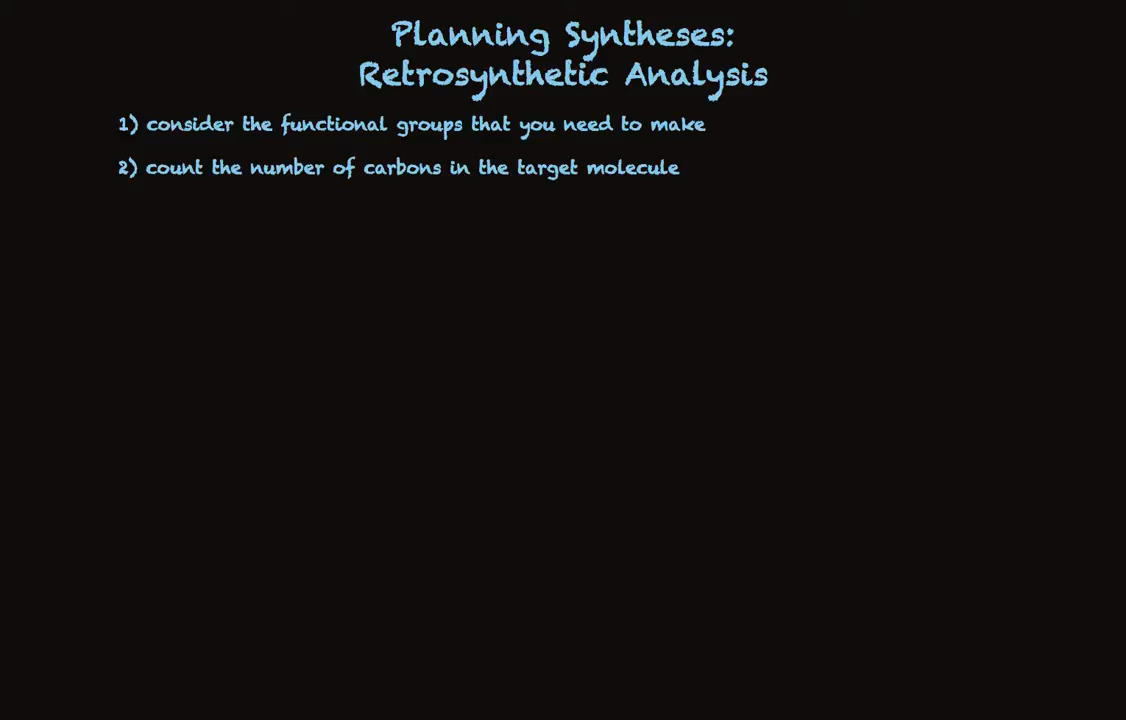 Planning Syntheses:
Retrosynthetic Analysis
1) consider the functional groups that you need to make
2) count the number of carbons in the target molecule